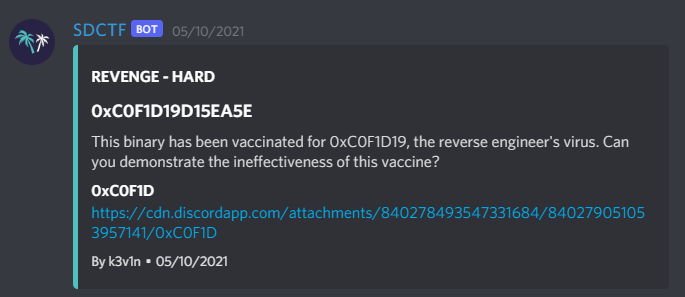 SDCTF BOT 05/10/2021
REVENGE - HARD
0xC0F1D19D15EA5E
This binary has been vaccinated for 0xC0F1D19, the reverse engineer's virus. Can
you demonstrate the ineffectiveness of this vaccine?
0xC0F1D
https://cdn.discordapp.com/attachments/840278493547331684/84027905105
3957141/0xC0F1D
By k3v1n • 05/10/2021